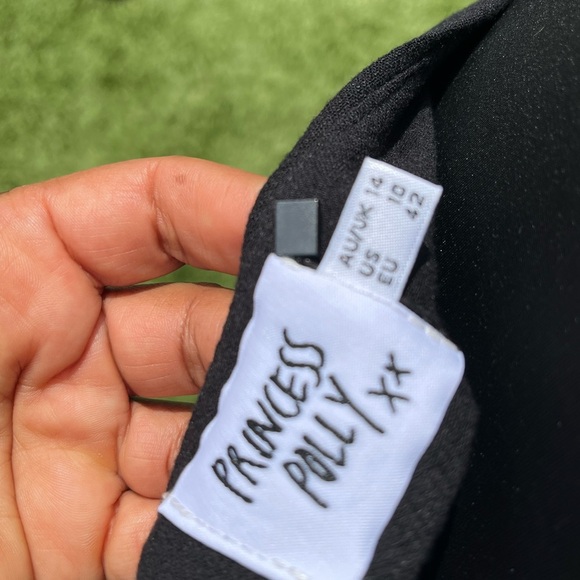 AU/UK 14
US 10
EU 42
PRINCESS
POLLY xx